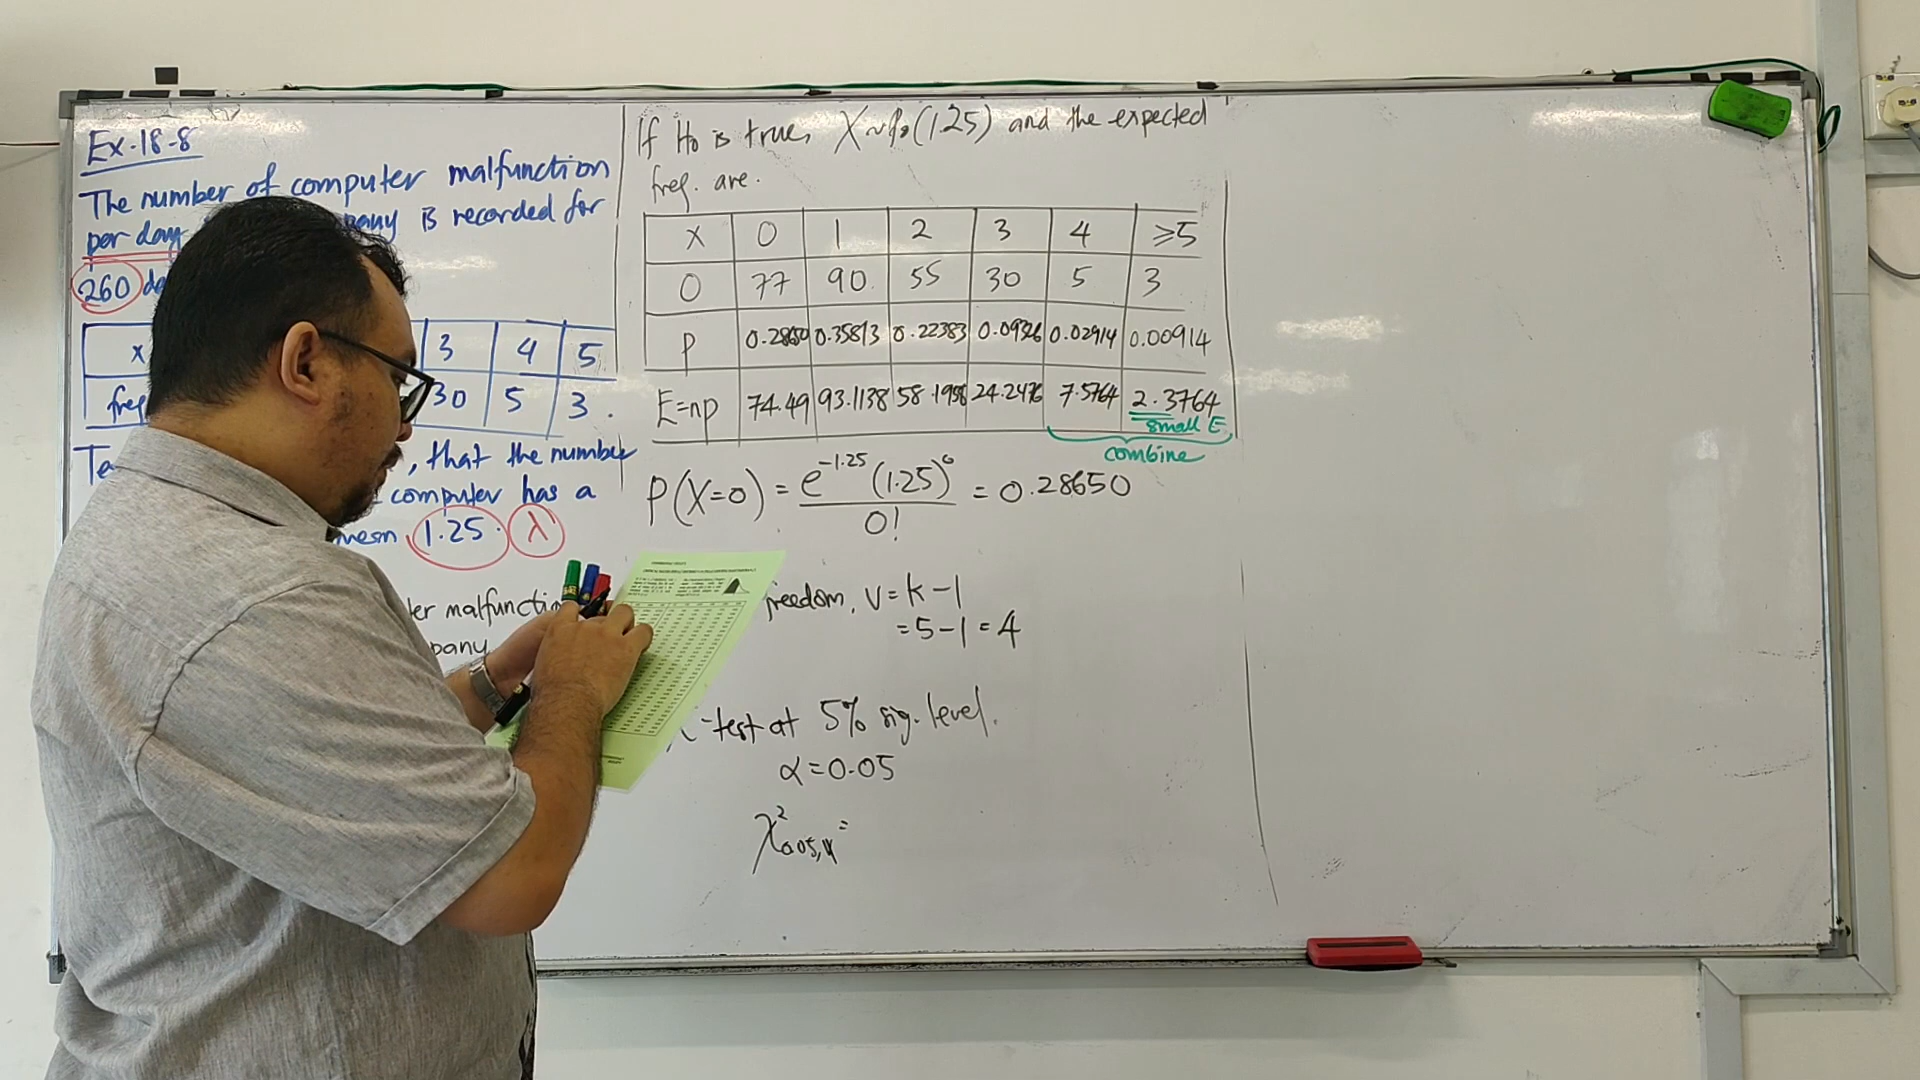 Ex.18-8
The number of computer malfunction
per day pany is recorded for
260 da
x 3 4 5
freq 30 5 3.
Te , that the number
computer has a
mean 1.25. λ
ter malfunction
pany
If H₀ is true, X~Po(1.25) and the expected
freq. are.
X 0 1 2 3 4 ≥5
O 77 90. 55 30 5 3
P 0.28650 0.35813 0.22383 0.09326 0.02914 0.00914
E=np 74.49 93.1138 58.1958 24.2476 7.5764 2.3764
small E
combine
P(X=0) = e^-1.25 (1.25)^0 / 0! = 0.28650
reedom, V = k-1
= 5-1 = 4
-test at 5% sig. level.
α = 0.05
χ²0.05,4 =